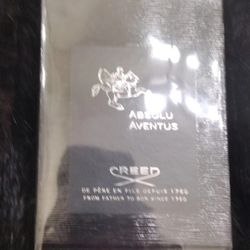 ABSOLU
AVENTUS
CREED
DE PÈRE EN FILS DEPUIS 1760
FROM FATHER TO SON SINCE 1760